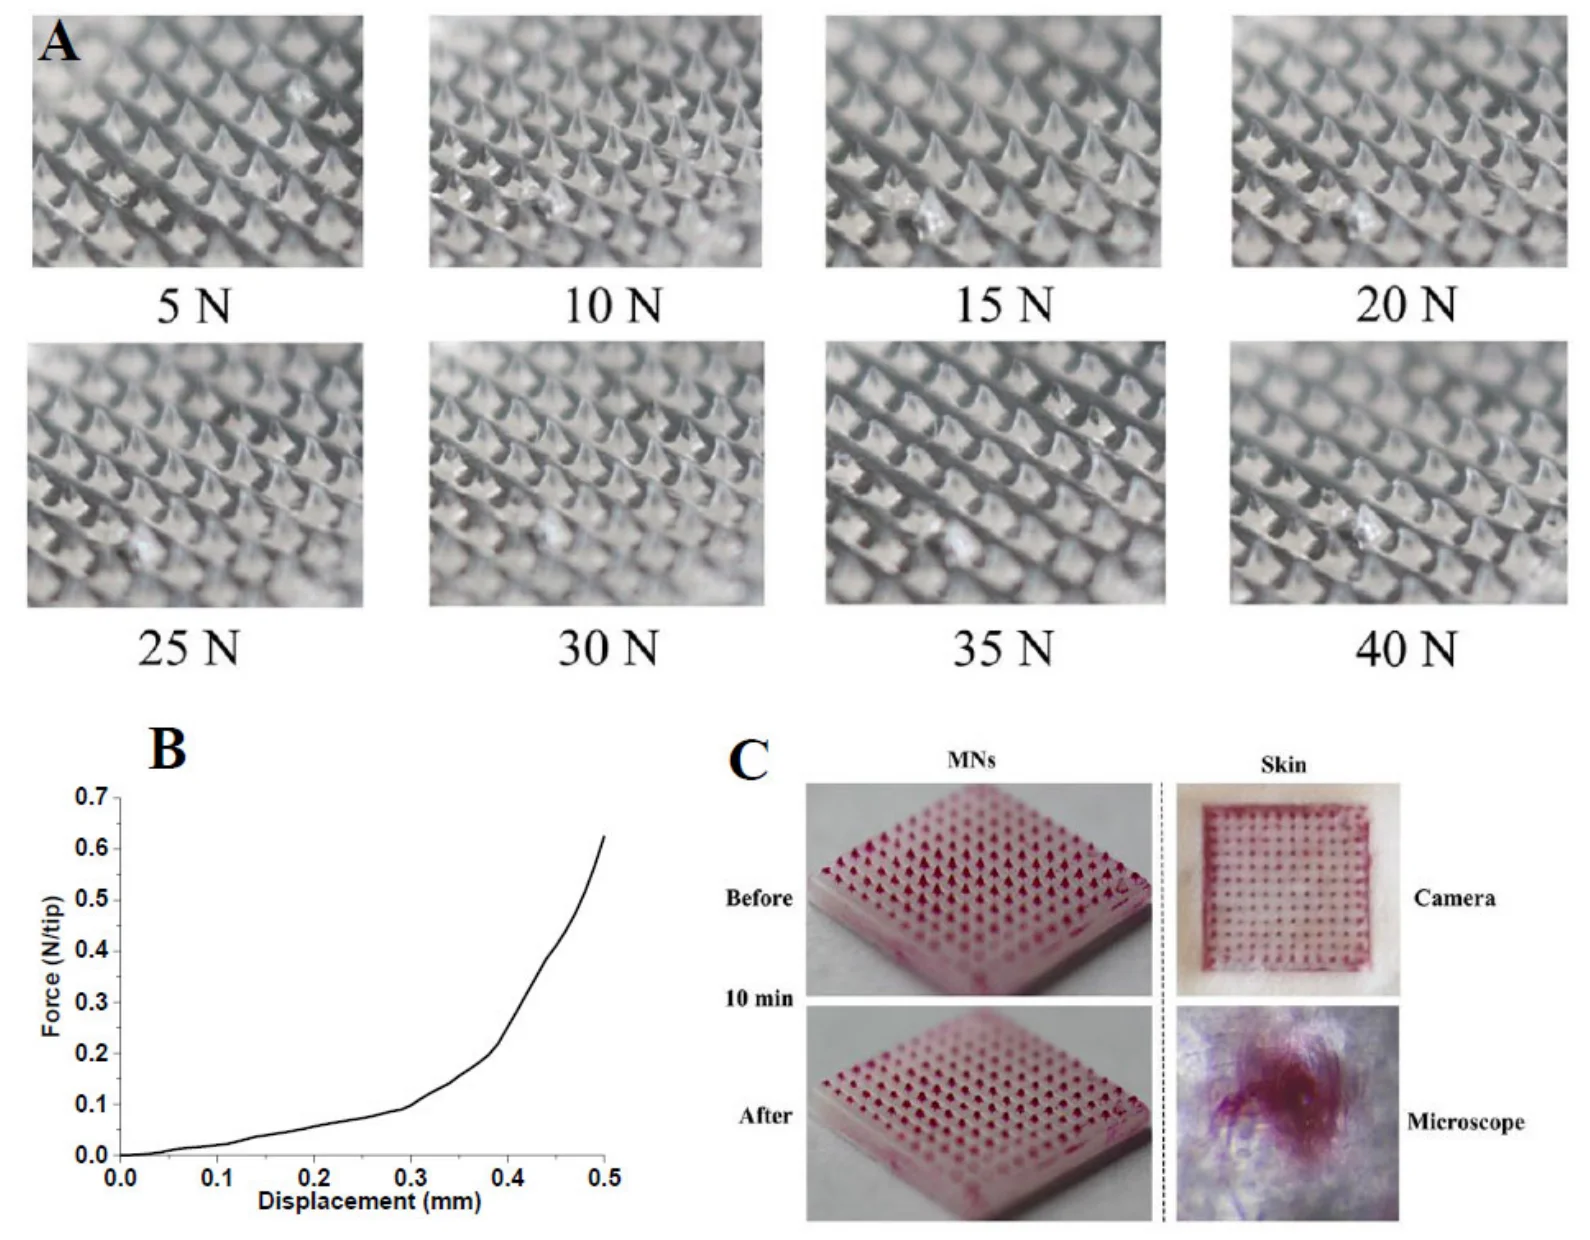 A
5 N
10 N
15 N
20 N
25 N
30 N
35 N
40 N
B
0.7
0.6
0.5
0.4
0.3
0.2
0.1
0.0
Force (N/tip)
0.0 0.1 0.2 0.3 0.4 0.5
Displacement (mm)
C
MNs
Skin
Before
Camera
10 min
After
Microscope